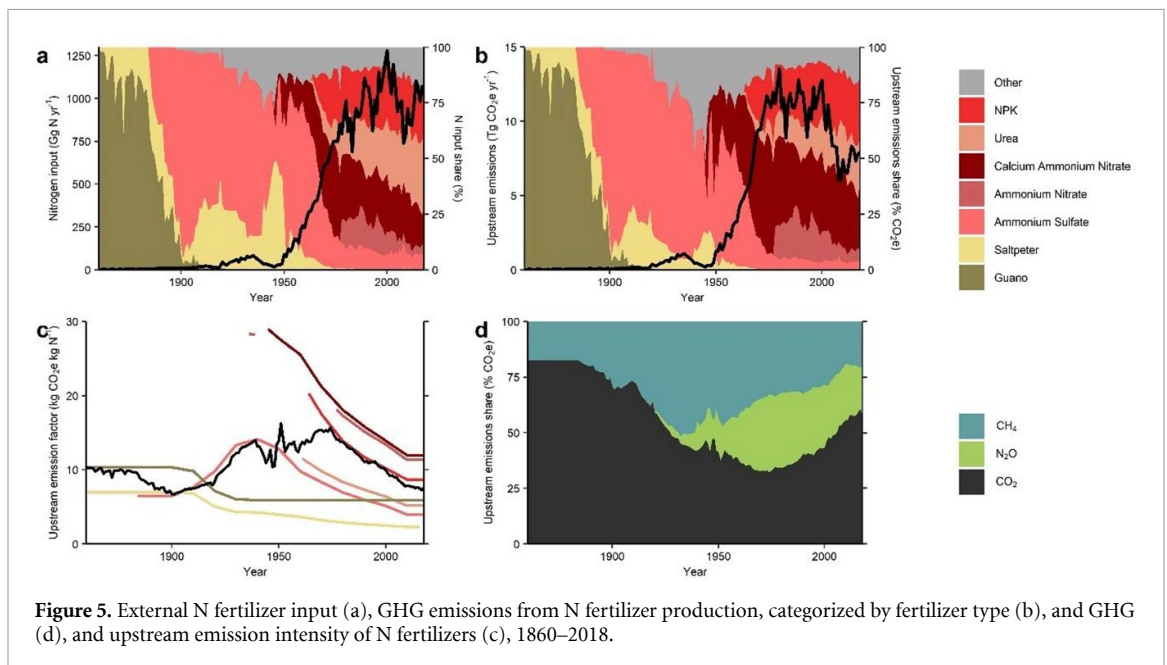 a
Nitrogen input (Gg N yr⁻¹)
1250
1000
750
500
250
0
1900
1950
2000
Year
100
75
50
25
0
N input share
(%)
b
Upstream emissions (Tg CO₂e yr⁻¹)
15
10
5
0
1900
1950
2000
Year
100
75
50
25
0
Upstream emissions share
(% CO₂e)
Other
NPK
Urea
Calcium Ammonium Nitrate
Ammonium Nitrate
Ammonium Sulfate
Saltpeter
Guano
c
Upstream emission factor (kg CO₂e kg N⁻¹)
30
20
10
0
1900
1950
2000
Year
d
Upstream emissions share (% CO₂e)
100
75
50
25
0
1900
1950
2000
Year
CH₄
N₂O
CO₂
Figure 5. External N fertilizer input (a), GHG emissions from N fertilizer production, categorized by fertilizer type (b), and GHG
(d), and upstream emission intensity of N fertilizers (c), 1860–2018.